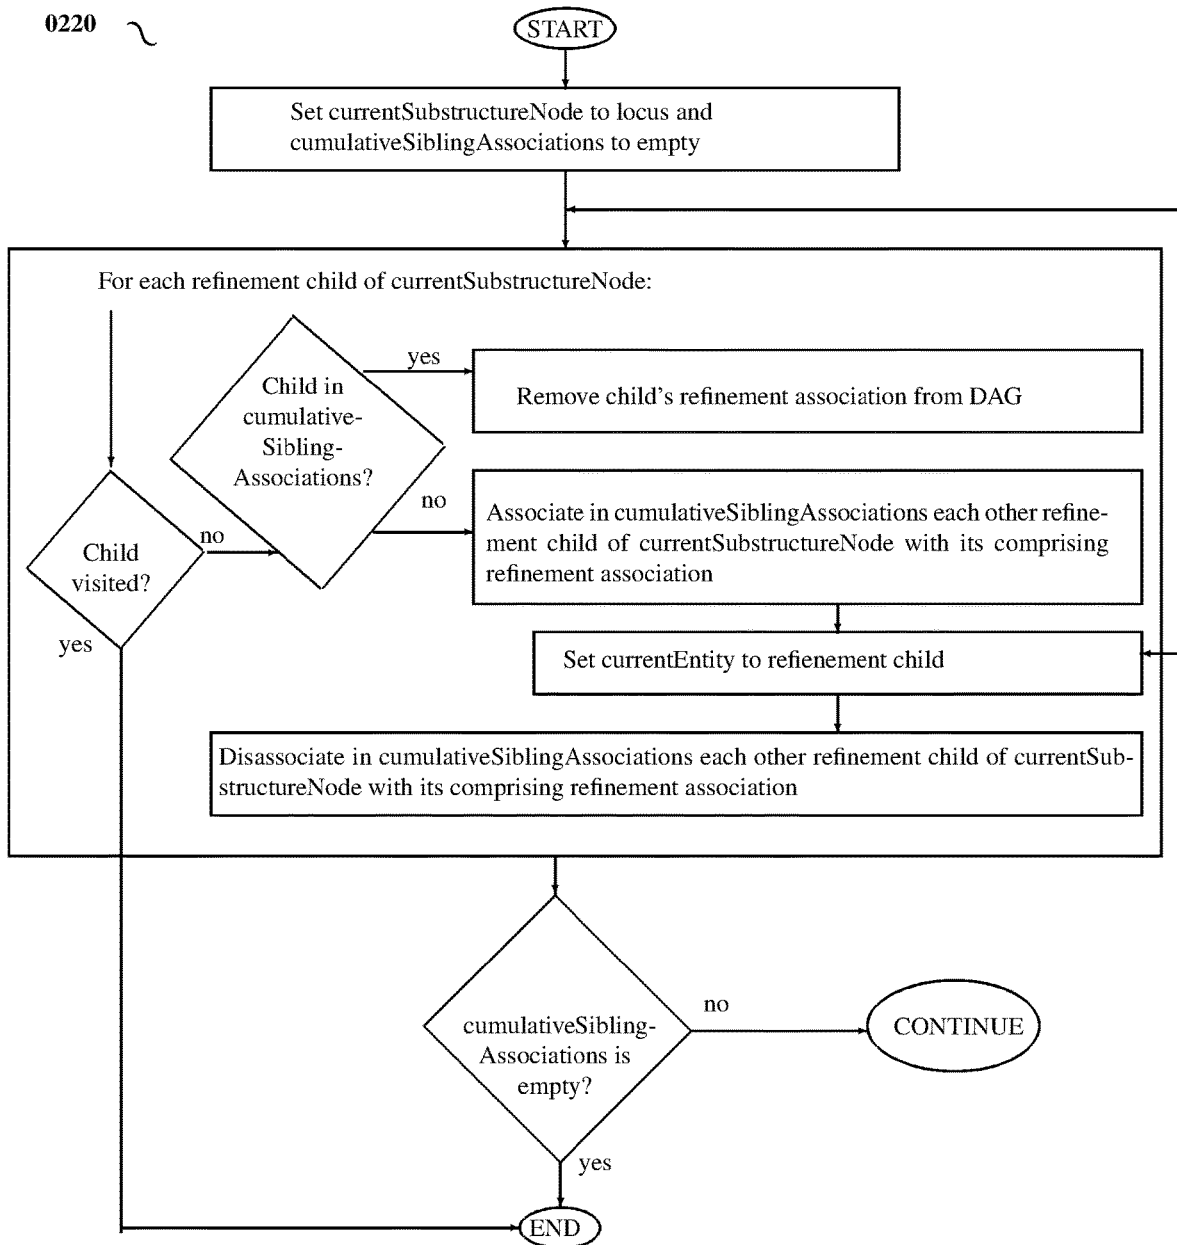 0220
START
Set currentSubstructureNode to locus and
cumulativeSiblingAssociations to empty
For each refinement child of currentSubstructureNode:
yes
Child in
cumulative-
Sibling-
Associations?
Remove child's refinement association from DAG
no
Associate in cumulativeSiblingAssociations each other refine-
ment child of currentSubstructureNode with its comprising
refinement association
Child
visited?
no
yes
Set currentEntity to refienement child
Disassociate in cumulativeSiblingAssociations each other refinement child of currentSub-
structureNode with its comprising refinement association
cumulativeSibling-
Associations is
empty?
no
CONTINUE
yes
END